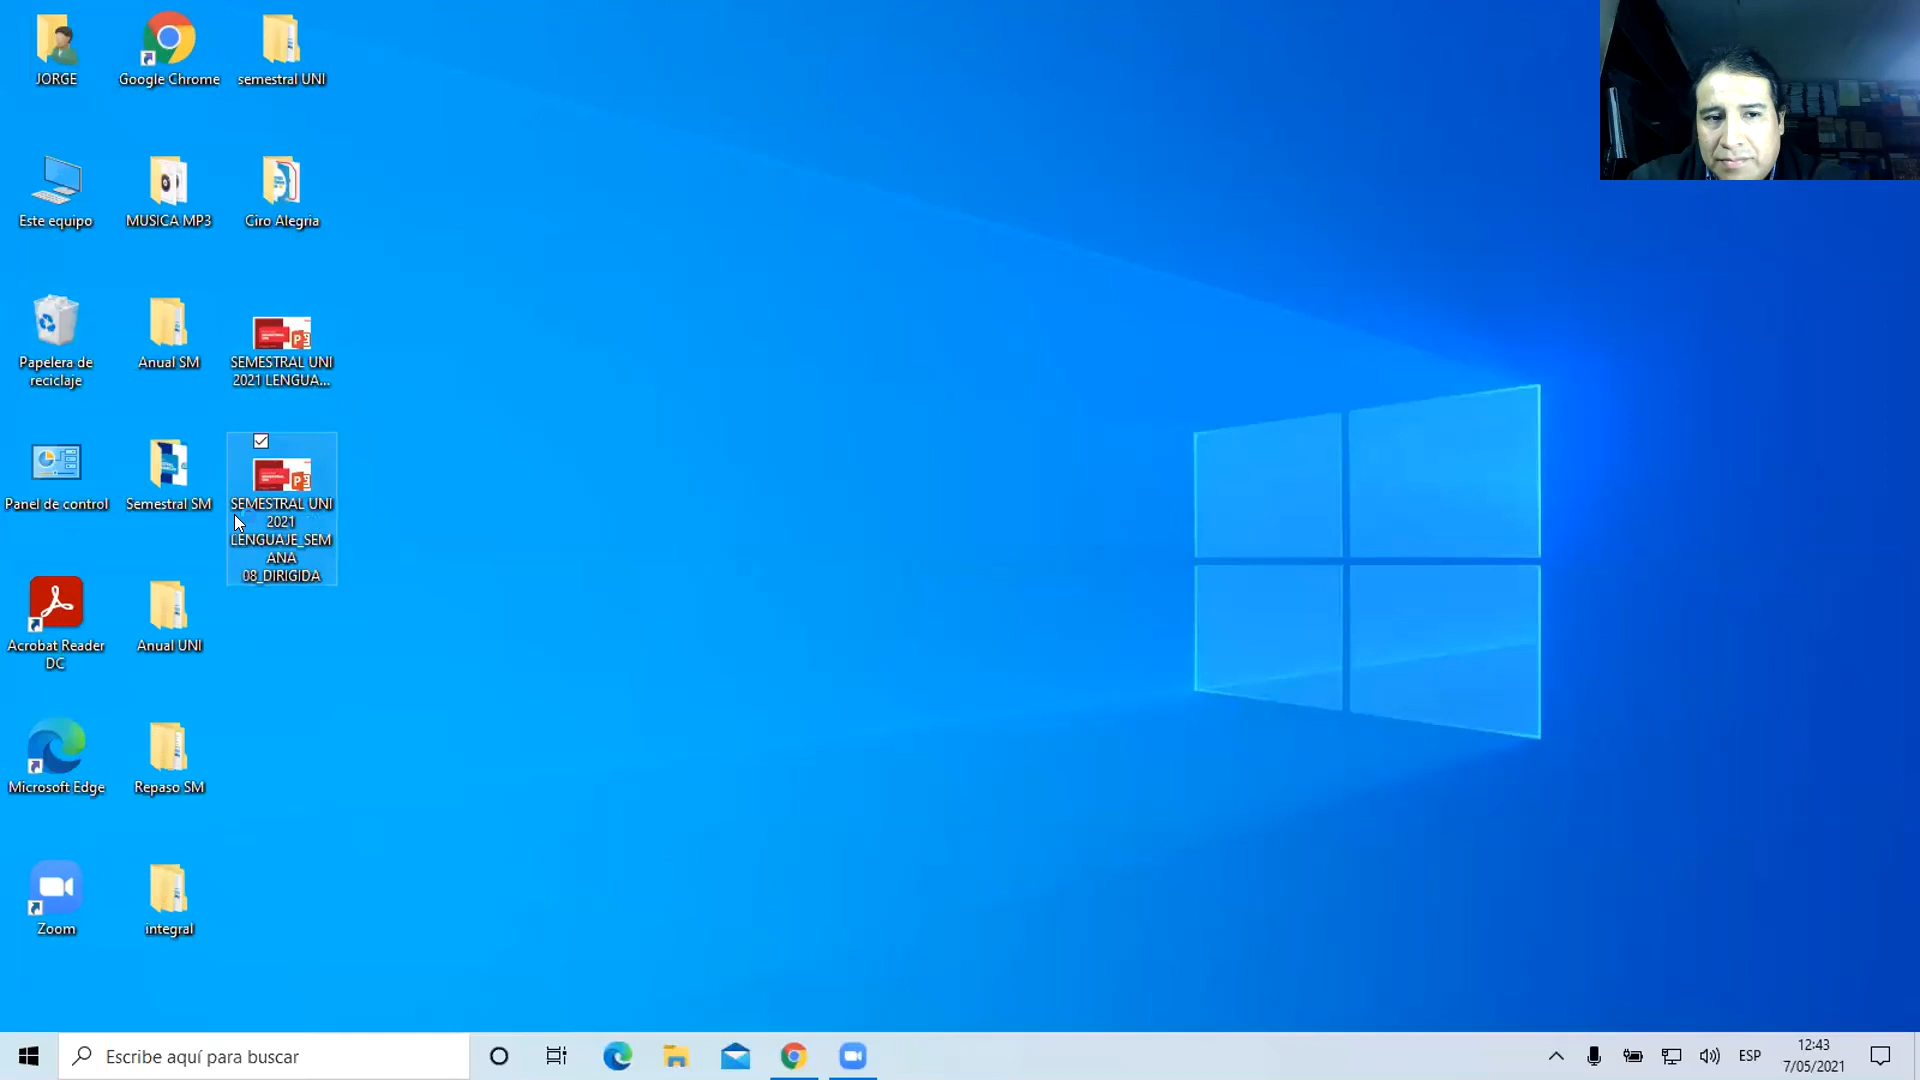 JORGE
Google Chrome
semestral UNI
Este equipo
MUSICA MP3
Ciro Alegria
Papelera de
reciclaje
Anual SM
SEMESTRAL UNI
2021 LENGUA...
Panel de control
Semestral SM
SEMESTRAL UNI
2021
LENGUAJE_SEM
ANA
08_DIRIGIDA
Acrobat Reader
DC
Anual UNI
Microsoft Edge
Repaso SM
Zoom
integral
Escribe aquí para buscar
ESP
12:43
7/05/2021